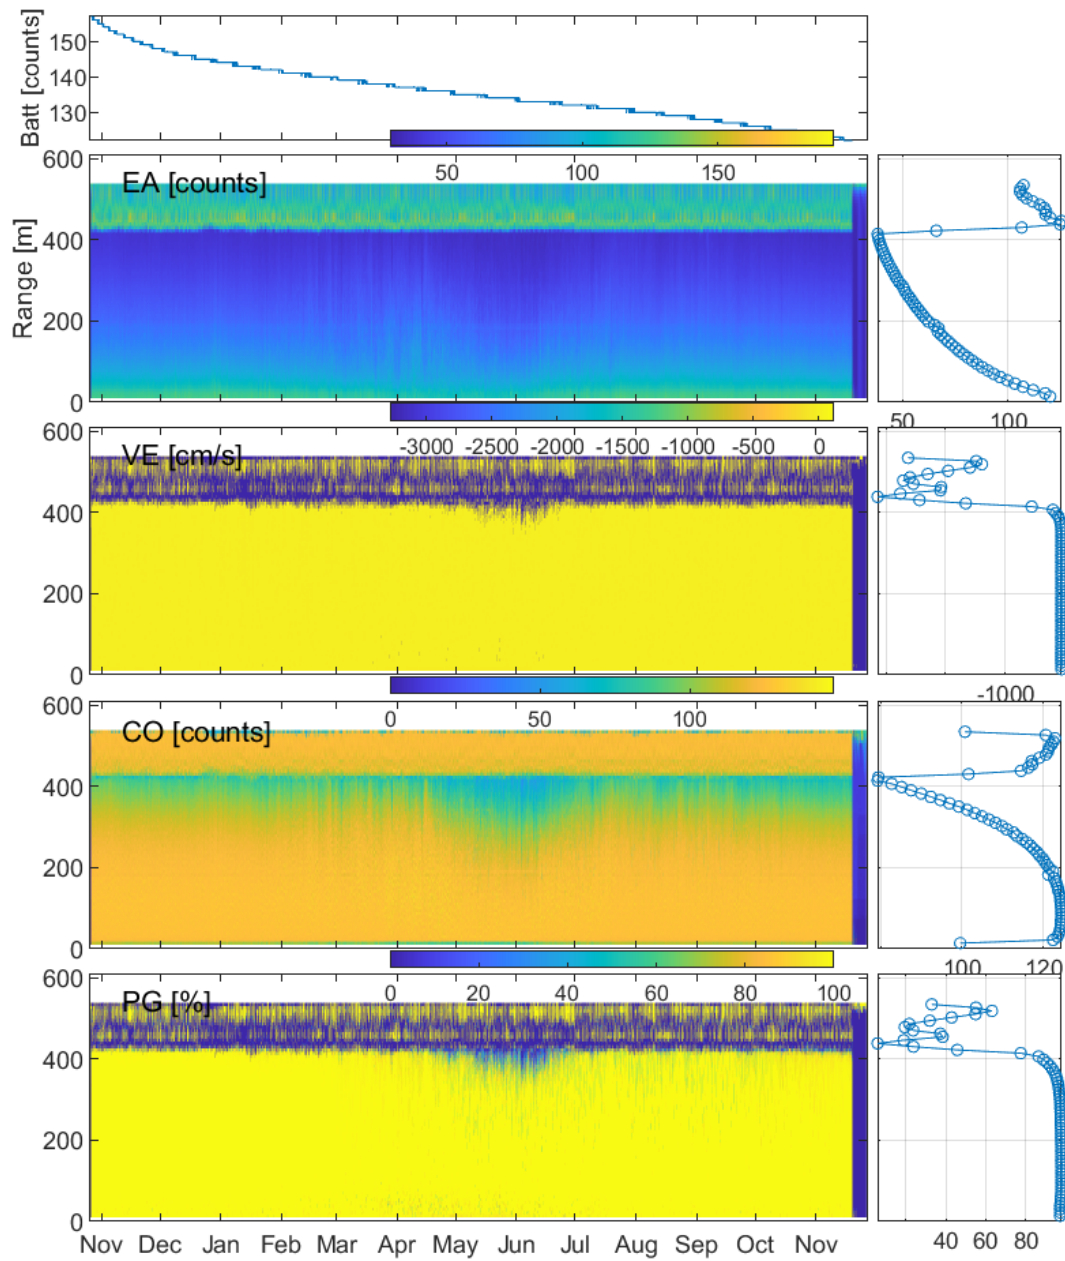 Batt [counts]
150
140
130
50 100 150
EA [counts]
Range [m]
600
400
200
0
50 100
-3000 -2500 -2000 -1500 -1000 -500 0
VE [cm/s]
600
400
200
0
-1000
0 50 100
CO [counts]
600
400
200
0
100 120
0 20 40 60 80 100
PG [%]
600
400
200
0
Nov Dec Jan Feb Mar Apr May Jun Jul Aug Sep Oct Nov
40 60 80